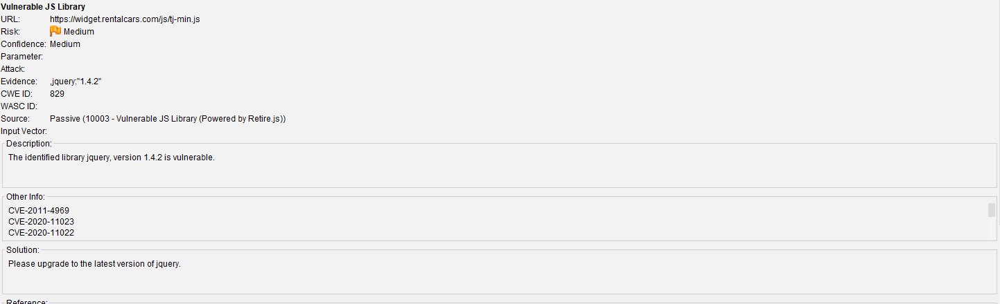 Vulnerable JS Library
URL: https://widget.rentalcars.com/js/tj-min.js
Risk: Medium
Confidence: Medium
Parameter:
Attack:
Evidence: ,jquery:"1.4.2"
CWE ID: 829
WASC ID:
Source: Passive (10003 - Vulnerable JS Library (Powered by Retire.js))
Input Vector:
Description:
The identified library jquery, version 1.4.2 is vulnerable.
Other Info:
CVE-2011-4969
CVE-2020-11023
CVE-2020-11022
Solution:
Please upgrade to the latest version of jquery.
Reference: